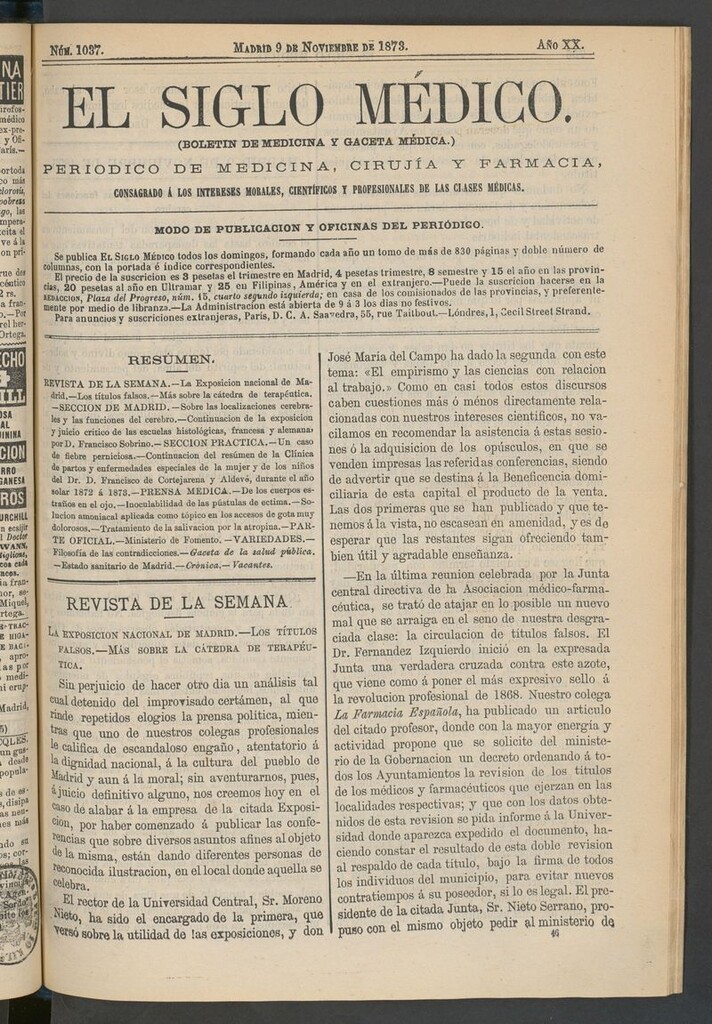 NÚM. 1037.
MADRID 9 DE NOVIEMBRE DE 1873.
AÑO XX.
EL SIGLO MÉDICO.
(BOLETIN DE MEDICINA Y GACETA MÉDICA.)
PERIODICO DE MEDICINA, CIRUJÍA Y FARMACIA,
CONSAGRADO Á LOS INTERESES MORALES, CIENTÍFICOS Y PROFESIONALES DE LAS CLASES MÉDICAS.
MODO DE PUBLICACION Y OFICINAS DEL PERIÓDICO.
Se publica EL SIGLO MÉDICO todos los domingos, formando cada año un tomo de más de 830 páginas y doble número de
columnas, con la portada é índice correspondientes.
El precio de la suscricion es 3 pesetas el trimestre en Madrid, 4 pesetas trimestre, 8 semestre y 15 el año en las provin-
cias, 20 pesetas al año en Ultramar y 25 en Filipinas, América y en el extranjero.—Puede la suscricion hacerse en la
REDACCION, Plaza del Progreso, núm. 15, cuarto segundo izquierda; en casa de los comisionados de las provincias, y preferente-
mente por medio de libranza.—La Administracion está abierta de 9 á 3 los dias no festivos.
Para anuncios y suscriciones extranjeras, Paris, D. C. A. Saavedra, 55, rue Taitbout.—Lóndres, 1, Cecil Street Strand.
RESÚMEN.
REVISTA DE LA SEMANA.—La Exposicion nacional de Ma-
drid.—Los títulos falsos.—Más sobre la cátedra de terapéutica.
—SECCION DE MADRID.—Sobre las localizaciones cerebra-
les y las funciones del cerebro.—Continuacion de la exposicion
y juicio crítico de las escuelas histológicas, francesa y alemana;
por D. Francisco Sobrino.—SECCION PRACTICA.—Un caso
de fiebre perniciosa.—Continuacion del resúmen de la Clínica
de partos y enfermedades especiales de la mujer y de los niños
del Dr. D. Francisco de Cortejarena y Aldevó, durante el año
solar 1872 á 1873.—PRENSA MEDICA.—De los cuerpos es-
traños en el ojo.—Inoculabilidad de las pústulas de ectima.—So-
lucion amoniacal aplicada como tópico en los accesos de gota muy
dolorosos.—Tratamiento de la salivacion por la atropina.—PAR-
TE OFICIAL.—Ministerio de Fomento.—VARIEDADES.—
Filosofía de las contradicciones.—Gaceta de la salud pública.
—Estado sanitario de Madrid.—Crónica.—Vacantes.
REVISTA DE LA SEMANA
LA EXPOSICION NACIONAL DE MADRID.—LOS TÍTULOS
FALSOS.—MÁS SOBRE LA CÁTEDRA DE TERAPÉU-
TICA.
Sin perjuicio de hacer otro dia un análisis tal
cual detenido del improvisado certámen, al que
rinde repetidos elogios la prensa política, mien-
tras que uno de nuestros colegas profesionales
le califica de escandaloso engaño, atentatorio á
la dignidad nacional, á la cultura del pueblo de
Madrid y aun á la moral; sin aventurarnos, pues,
á juicio definitivo alguno, nos creemos hoy en el
caso de alabar á la empresa de la citada Exposi-
cion, por haber comenzado á publicar las confe-
rencias que sobre diversos asuntos afines al objeto
de la misma, están dando diferentes personas de
reconocida ilustracion, en el local donde aquella se
celebra.
El rector de la Universidad Central, Sr. Moreno
Nieto, ha sido el encargado de la primera, que
versó sobre la utilidad de las exposiciones, y don
José Maria del Campo ha dado la segunda con este
tema: «El empirismo y las ciencias con relacion
al trabajo.» Como en casi todos estos discursos
caben cuestiones más ó ménos directamente rela-
cionadas con nuestros intereses cientificos, no va-
cilamos en recomendar la asistencia á estas sesio-
nes ó la adquisicion de los opúsculos, en que se
venden impresas las referidas conferencias, siendo
de advertir que se destina á la Beneficencia domi-
ciliaria de esta capital el producto de la venta.
Las dos primeras que se han publicado y que te-
nemos á la vista, no escasean en amenidad, y es de
esperar que las restantes sigan ofreciendo tam-
bien útil y agradable enseñanza.
—En la última reunion celebrada por la Junta
central directiva de la Asociacion médico-farma-
céutica, se trató de atajar en lo posible un nuevo
mal que se arraiga en el seno de nuestra des-
graciada clase: la circulacion de titulos falsos. El
Dr. Fernandez Izquierdo inició en la expresada
Junta una verdadera cruzada contra este azote,
que viene como á poner el más expresivo sello á
la revolucion profesional de 1868. Nuestro colega
La Farmacia Española, ha publicado un artículo
del citado profesor, donde con la mayor energía y
actividad propone que se solicite del ministe-
rio de la Gobernacion un decreto ordenando á to-
dos los Ayuntamientos la revision de los titulos
de los médicos y farmacéuticos que ejerzan en las
localidades respectivas; y que con los datos obte-
nidos de esta revision se pida informe á la Univer-
sidad donde aparezca expedido el documento, ha-
ciendo constar el resultado de esta doble revision
al respaldo de cada titulo, bajo la firma de todos
los individuos del municipio, para evitar nuevos
contratiempos á su poseedor, si lo es legal. El pre-
sidente de la citada Junta, Sr. Nieto Serrano, pro-
puso con el mismo objeto pedir al ministerio de